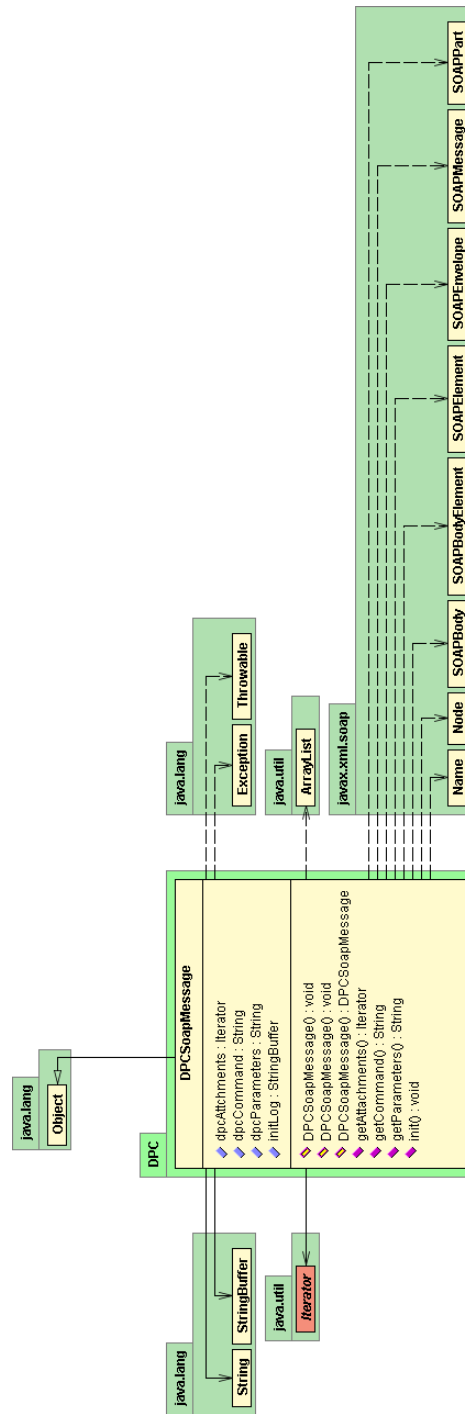 java.lang
Object
DPC
DPCSoapMessage
dpcAttchments : Iterator
dpcCommand : String
dpcParameters : String
initLog : StringBuffer
DPCSoapMessage() : void
DPCSoapMessage() : void
DPCSoapMessage() : DPCSoapMessage
getAttachments() : Iterator
getCommand() : String
getParameters() : String
init() : void
java.lang
String
StringBuffer
java.util
Iterator
java.lang
Exception
Throwable
java.util
ArrayList
javax.xml.soap
Name
Node
SOAPBody
SOAPBodyElement
SOAPElement
SOAPEnvelope
SOAPMessage
SOAPPart